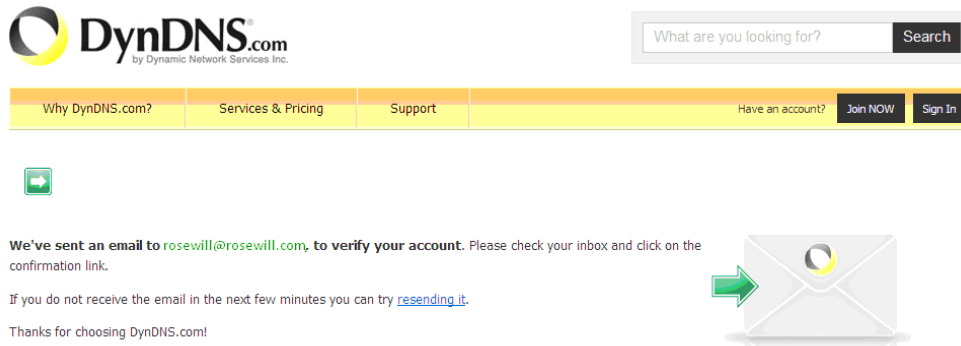 DynDNS.com
by Dynamic Network Services Inc.
What are you looking for? Search
Why DynDNS.com? Services & Pricing Support Have an account? Join NOW Sign In
We've sent an email to rosewill@rosewill.com, to verify your account. Please check your inbox and click on the
confirmation link.
If you do not receive the email in the next few minutes you can try resending it.
Thanks for choosing DynDNS.com!